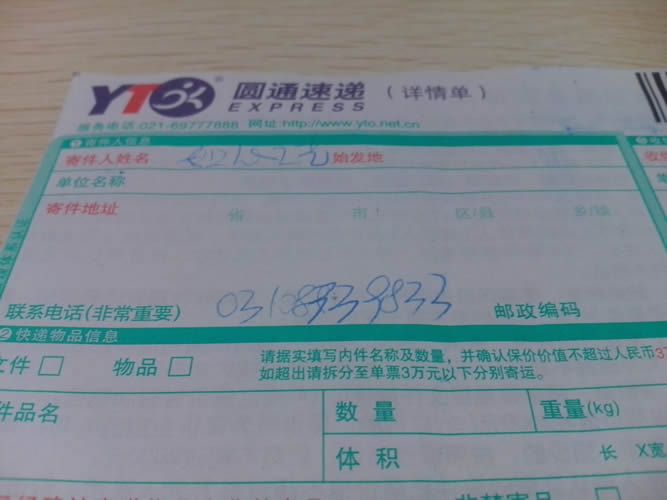 YTO® 圆通速递 (详情单)
EXPRESS
服务电话:021-69777888 网址:http://www.yto.net.cn
1 寄件人信息
寄件人姓名 始发地
单位名称
寄件地址 省 市 区/县 乡/镇
联系电话(非常重要) 邮政编码
2 快递物品信息
文件 □ 物品 □ 请据实填写内件名称及数量，并确认保价价值不超过人民币3
如超出请拆分至单票3万元以下分别寄运。
件品名 数量 重量(kg)
体积 长 X宽